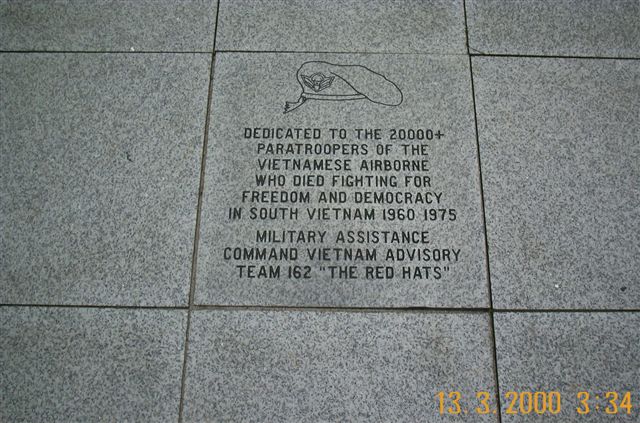 DEDICATED TO THE 20000+
PARATROOPERS OF THE
VIETNAMESE AIRBORNE
WHO DIED FIGHTING FOR
FREEDOM AND DEMOCRACY
IN SOUTH VIETNAM 1960 1975
MILITARY ASSISTANCE
COMMAND VIETNAM ADVISORY
TEAM 162 "THE RED HATS"
13. 3. 2000 3:34